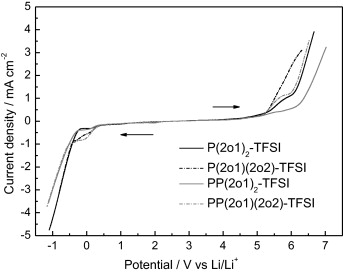 5
4
3
2
1
0
-1
-2
-3
-4
-5
Current density / mA cm⁻²
P(2o1)₂-TFSI
P(2o1)(2o2)-TFSI
PP(2o1)₂-TFSI
PP(2o1)(2o2)-TFSI
-1 0 1 2 3 4 5 6 7
Potential / V vs Li/Li⁺